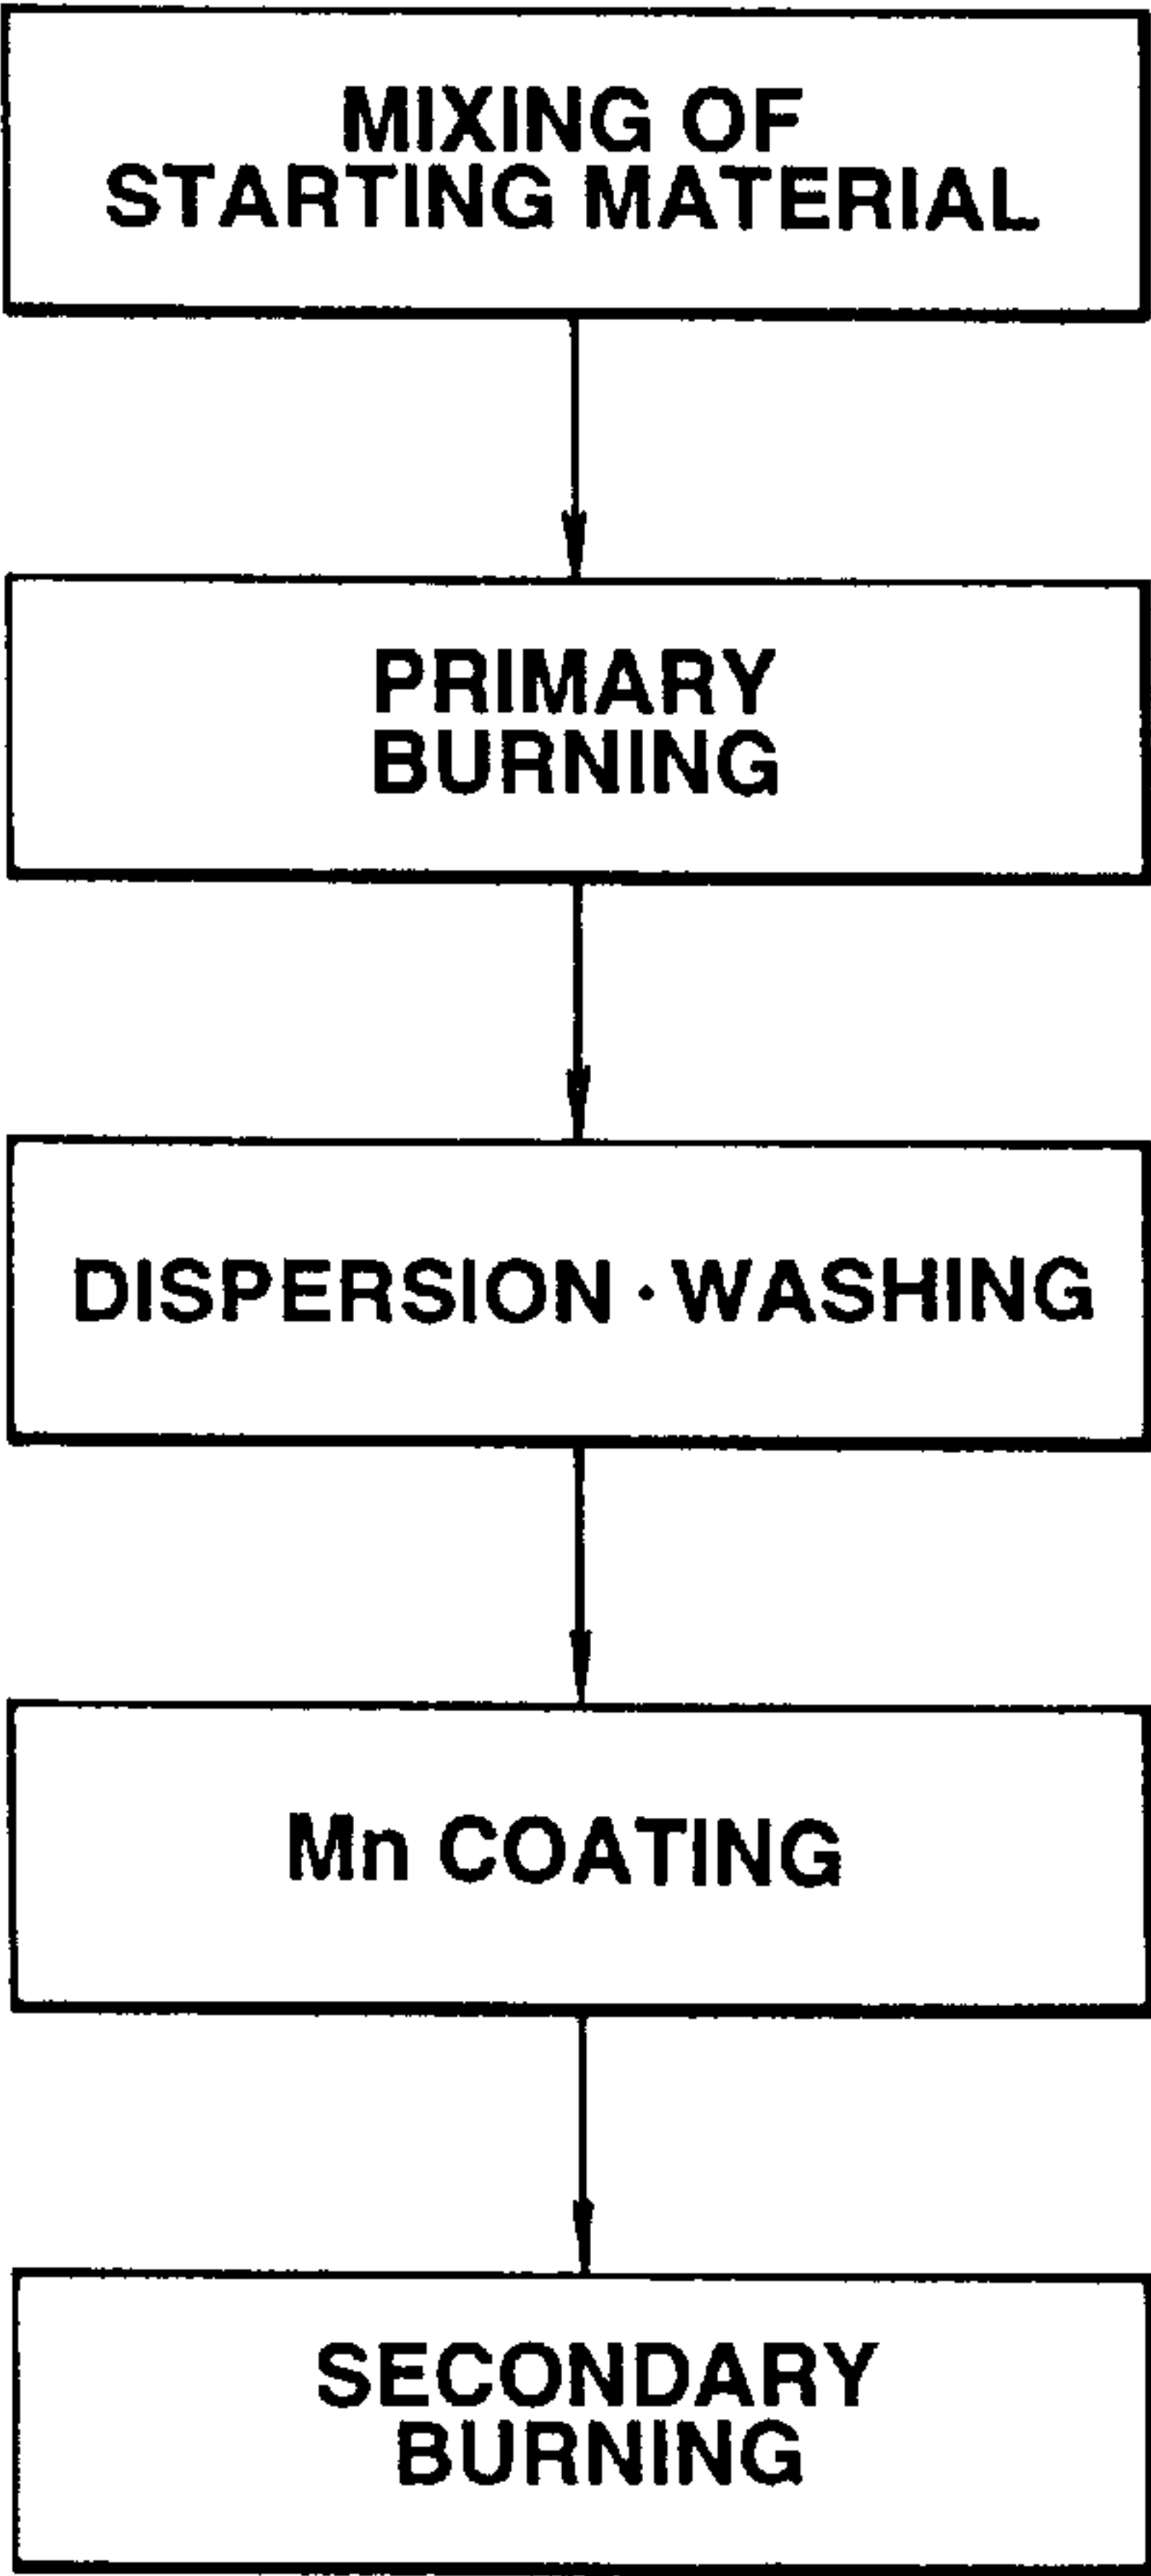 MIXING OF
STARTING MATERIAL
PRIMARY
BURNING
DISPERSION · WASHING
Mn COATING
SECONDARY
BURNING